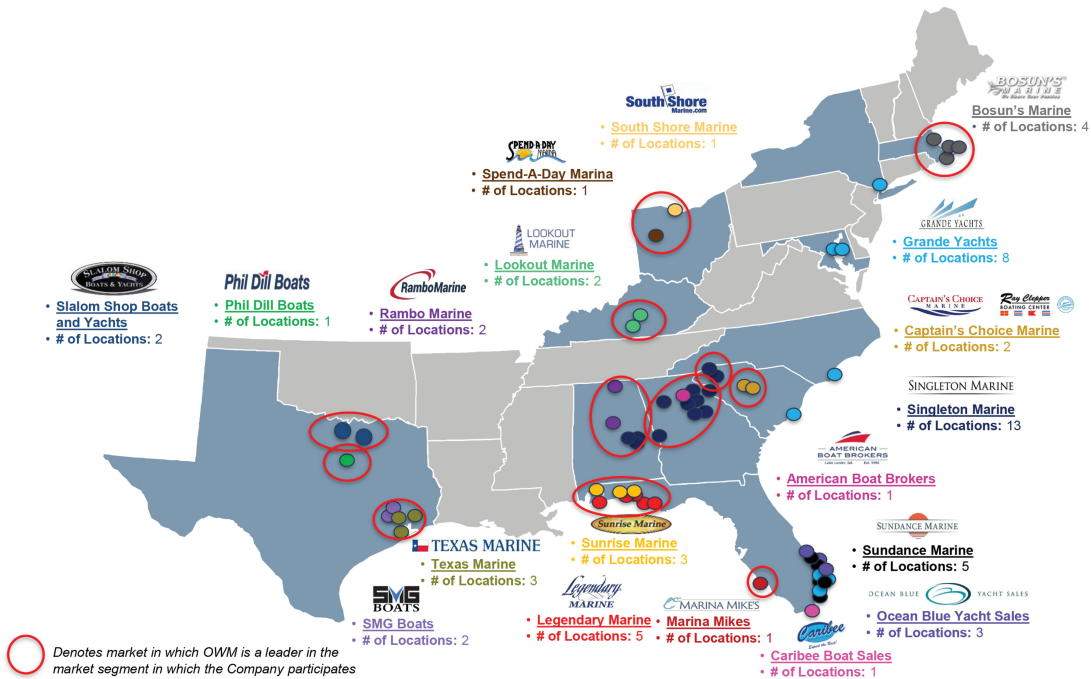 BOSUN'S
MARINE
Bosun's Marine
• # of Locations: 4
South Shore
Marine.com
• South Shore Marine
• # of Locations: 1
SPEND A DAY
MARINA
• Spend-A-Day Marina
• # of Locations: 1
GRANDE YACHTS
• Grande Yachts
• # of Locations: 8
LOOKOUT
MARINE
• Lookout Marine
• # of Locations: 2
SLALOM SHOP
BOATS & YACHTS
• Slalom Shop Boats
and Yachts
• # of Locations: 2
Phil Dill Boats
• Phil Dill Boats
• # of Locations: 1
RamboMarine
• Rambo Marine
• # of Locations: 2
CAPTAIN'S CHOICE
MARINE
Ray Clepper
BOATING CENTER
• Captain's Choice Marine
• # of Locations: 2
SINGLETON MARINE
• Singleton Marine
• # of Locations: 13
AMERICAN
BOAT BROKERS
Lake Lanier, GA Est. 1994
• American Boat Brokers
• # of Locations: 1
SUNDANCE MARINE
• Sundance Marine
• # of Locations: 5
Sunrise Marine
• Sunrise Marine
• # of Locations: 3
TEXAS MARINE
• Texas Marine
• # of Locations: 3
SMG
BOATS
• SMG Boats
• # of Locations: 2
Legendary
MARINE
• Legendary Marine
• # of Locations: 5
MARINA MIKE'S
• Marina Mikes
• # of Locations: 1
OCEAN BLUE YACHT SALES
• Ocean Blue Yacht Sales
• # of Locations: 3
Caribee
• Caribee Boat Sales
• # of Locations: 1
Denotes market in which OWM is a leader in the
market segment in which the Company participates